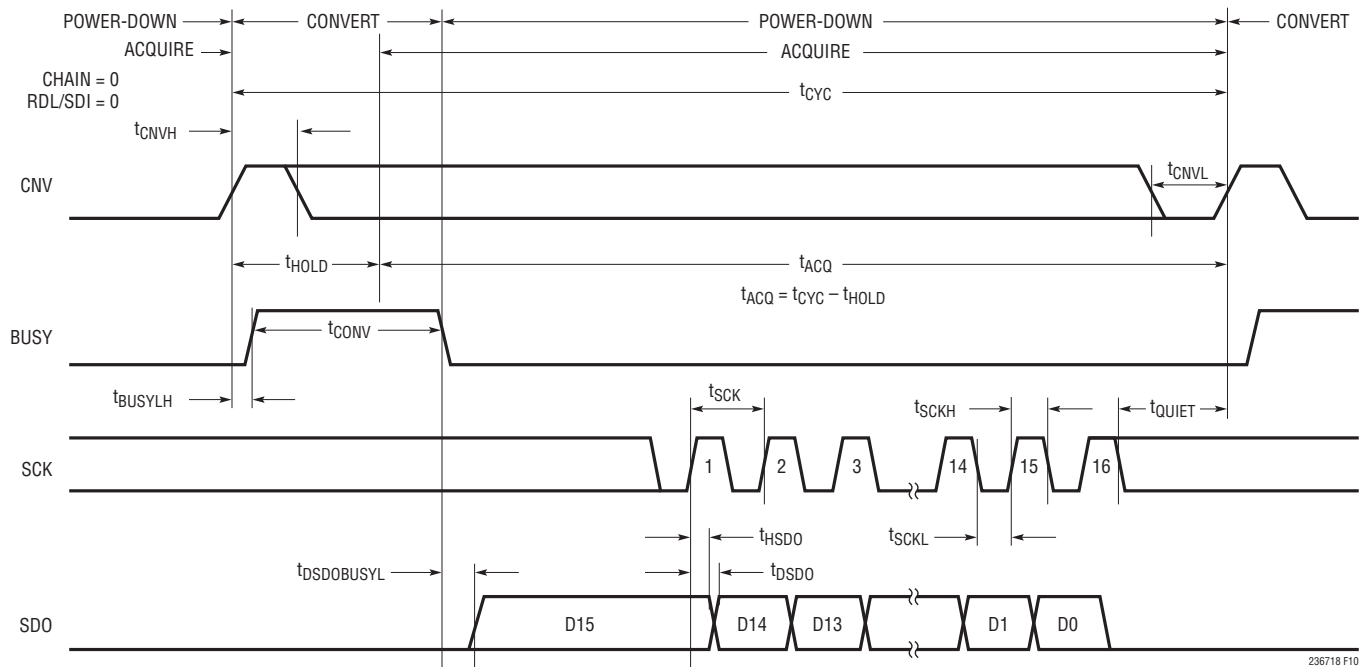 POWER-DOWN CONVERT POWER-DOWN CONVERT
ACQUIRE ACQUIRE
CHAIN = 0
RDL/SDI = 0
tCYC
tCNVH
CNV
tCNVL
tHOLD tACQ
tACQ = tCYC – tHOLD
BUSY
tCONV
tBUSYLH
tSCK tSCKH tQUIET
SCK
1 2 3 14 15 16
tHSDO tSCKL
tDSDOBUSYL tDSDO
SDO
D15 D14 D13 D1 D0
236718 F10